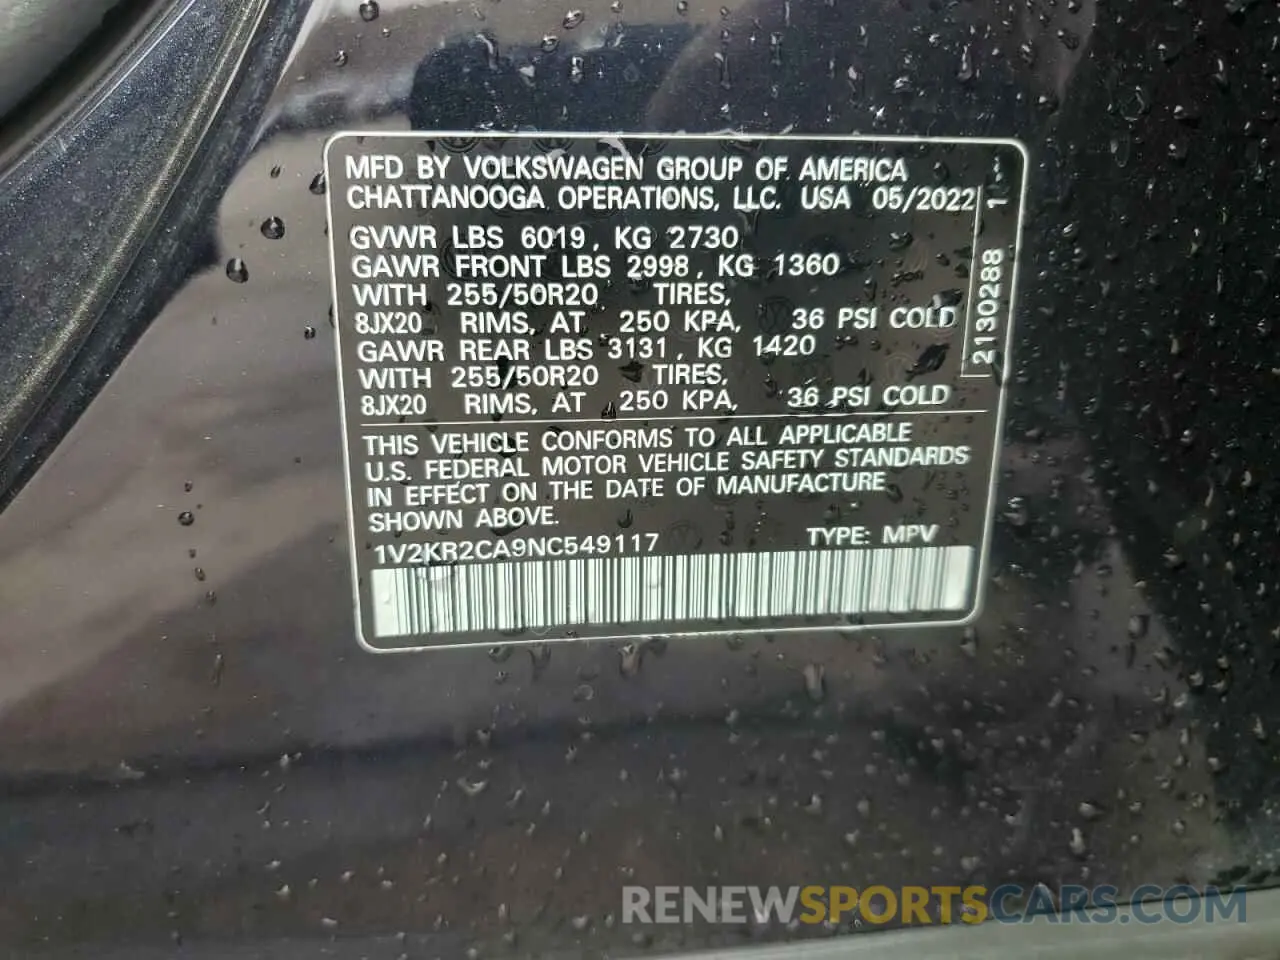 MFD BY VOLKSWAGEN GROUP OF AMERICA
CHATTANOOGA OPERATIONS, LLC. USA 05/2022
GVWR LBS 6019, KG 2730
GAWR FRONT LBS 2998, KG 1360
WITH 255/50R20 TIRES,
8JX20 RIMS, AT 250 KPA, 36 PSI COLD
GAWR REAR LBS 3131, KG 1420
WITH 255/50R20 TIRES,
8JX20 RIMS, AT 250 KPA, 36 PSI COLD
2130288
THIS VEHICLE CONFORMS TO ALL APPLICABLE
U.S. FEDERAL MOTOR VEHICLE SAFETY STANDARDS
IN EFFECT ON THE DATE OF MANUFACTURE
SHOWN ABOVE.
1V2KR2CA9NC549117 TYPE: MPV
RENEWSPORTSCARS.COM